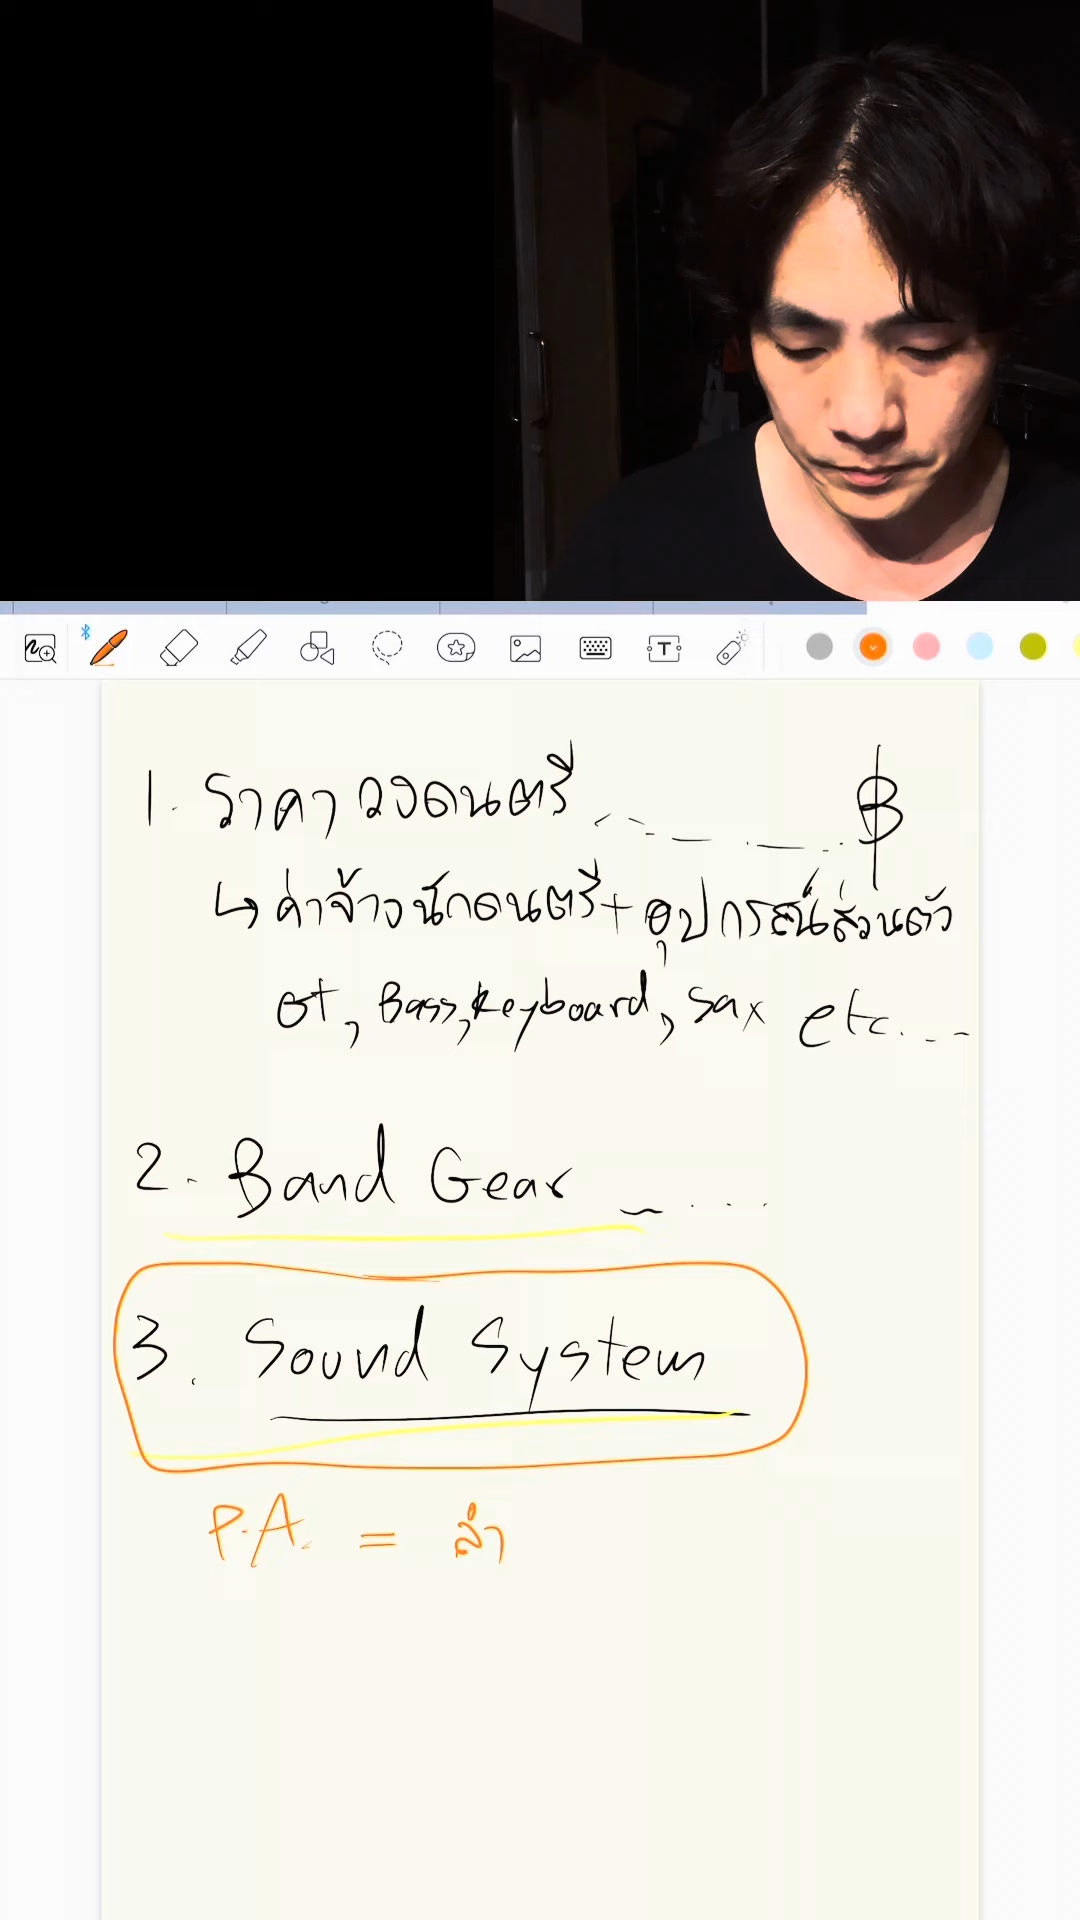 1. ราคาวงดนตรี ............ ฿
↳ ค่าจ้างนักดนตรี + อุปกรณ์ส่วนตัว
Gt, Bass, Keyboard, Sax etc...
2. Band Gear .....
3. Sound System
P.A. = ลำ